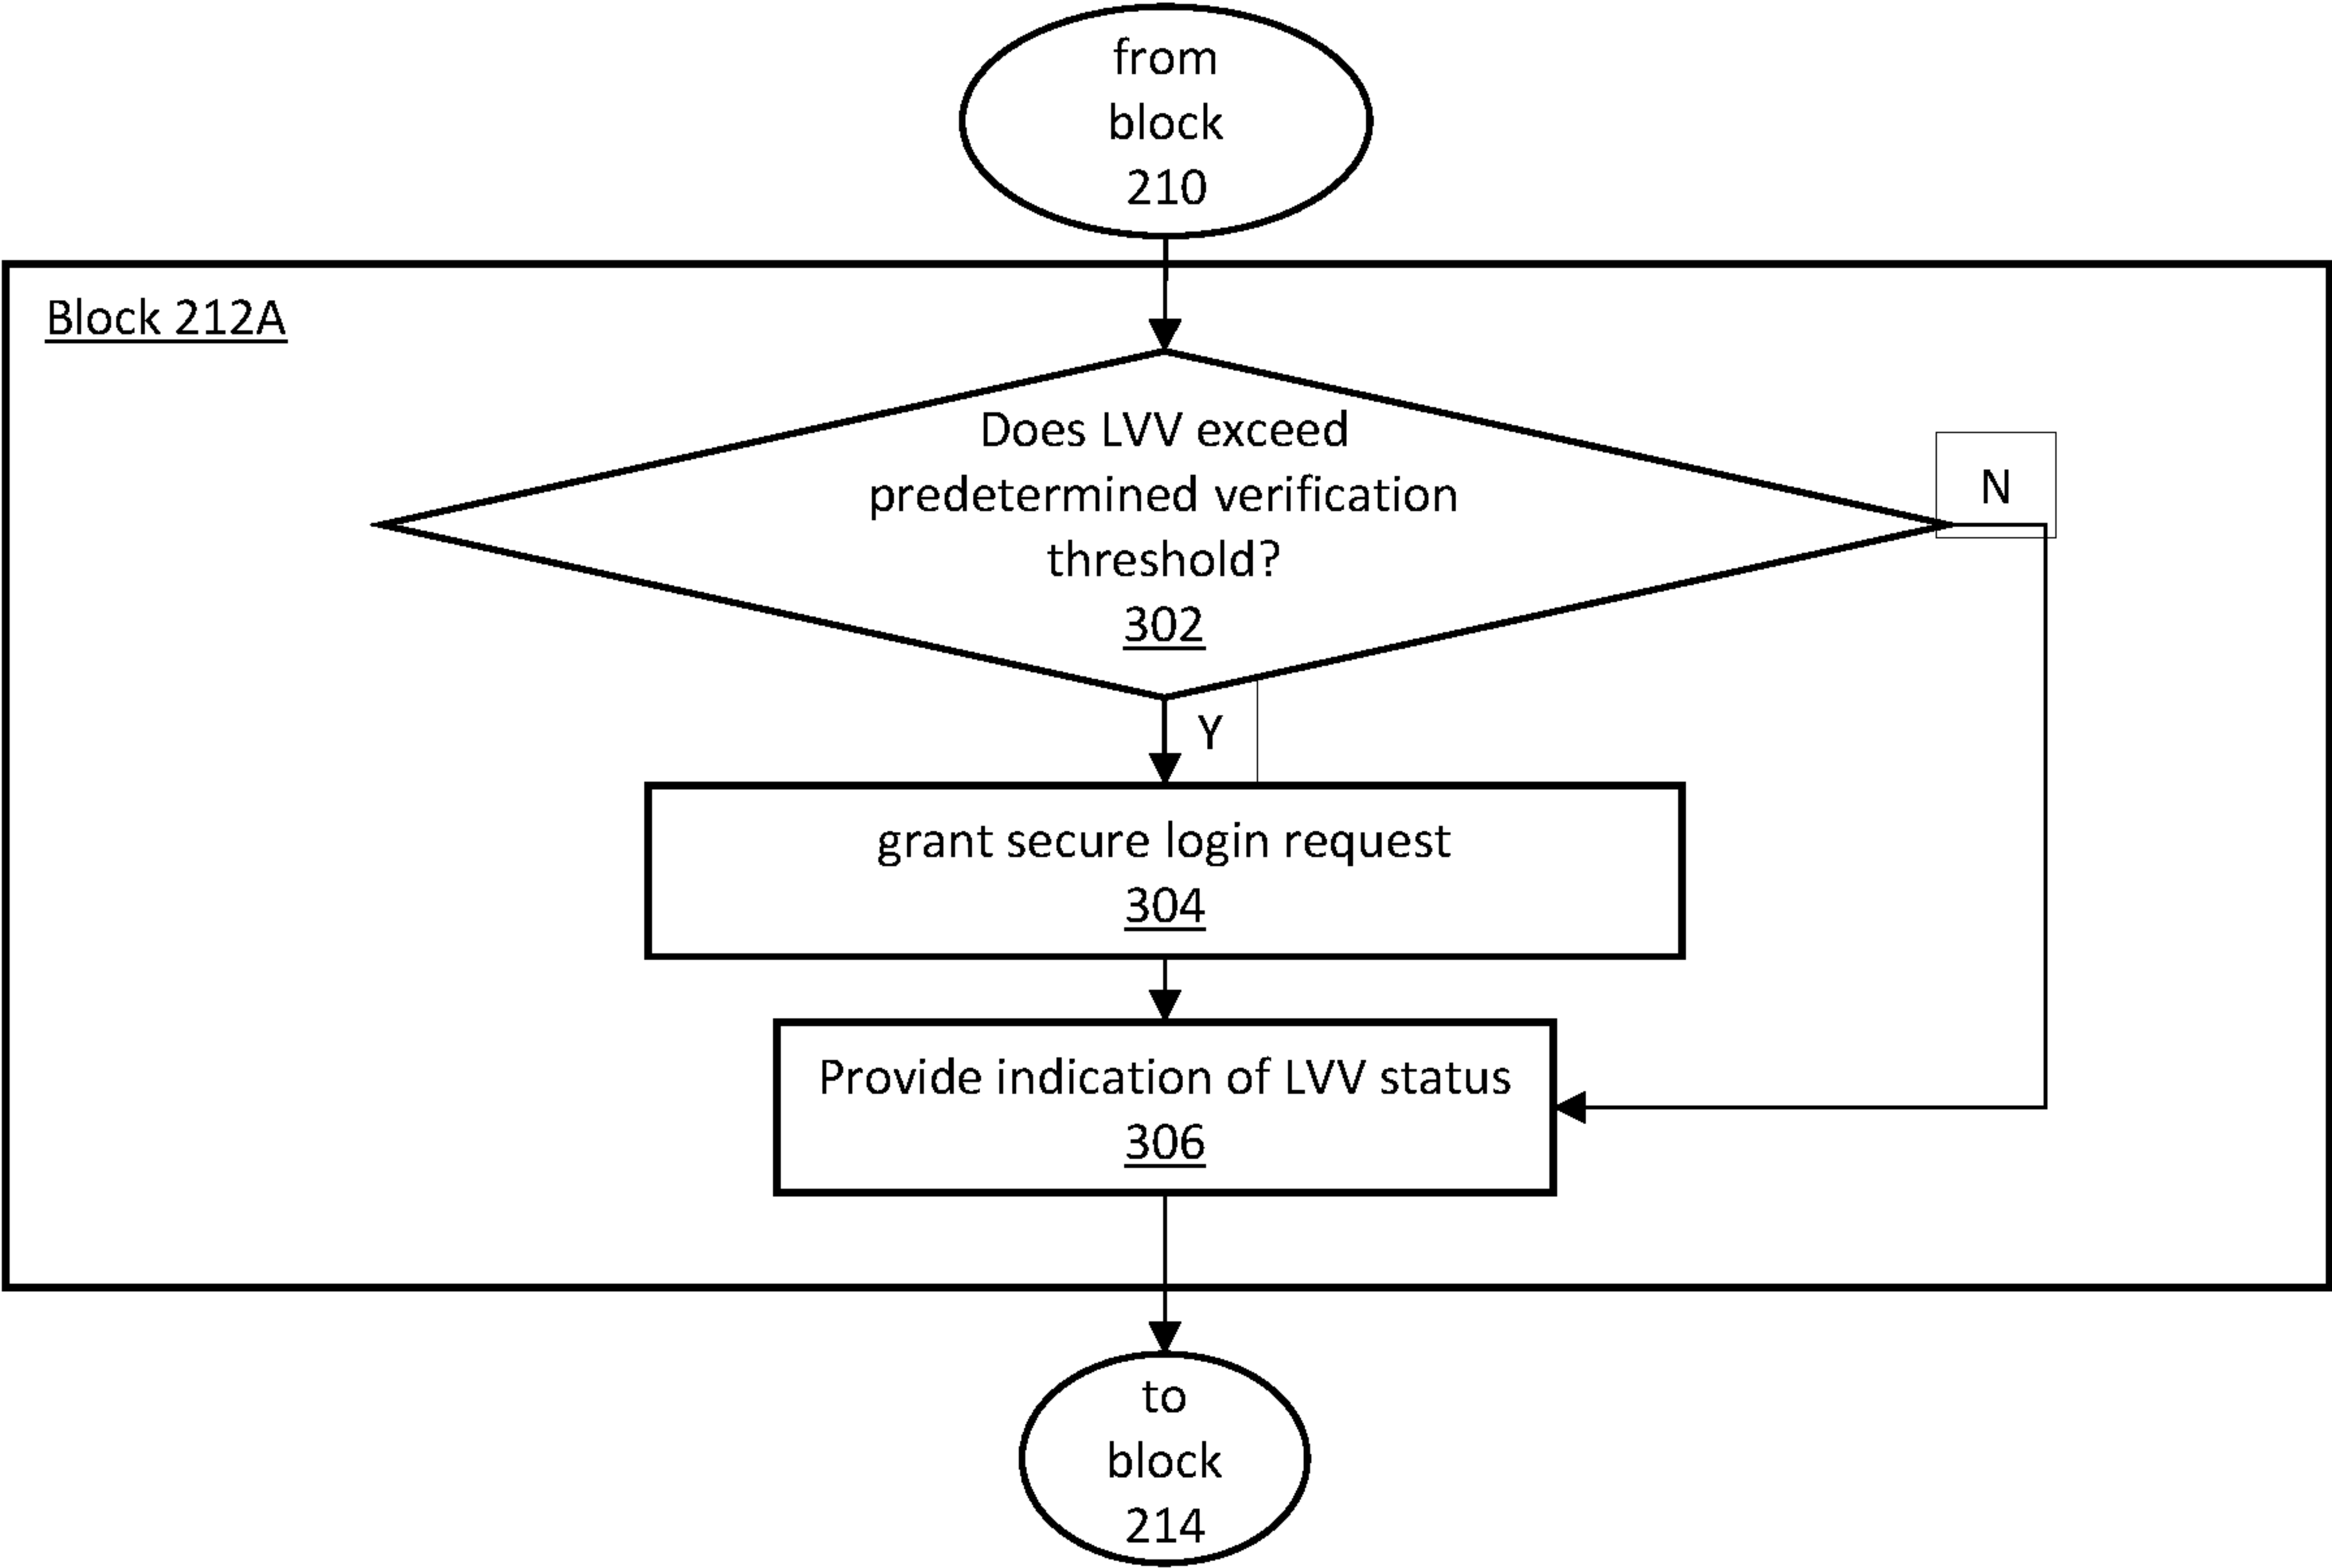 from
block
210
Block 212A
Does LVV exceed
predetermined verification
threshold?
302
N
Y
grant secure login request
304
Provide indication of LVV status
306
to
block
214